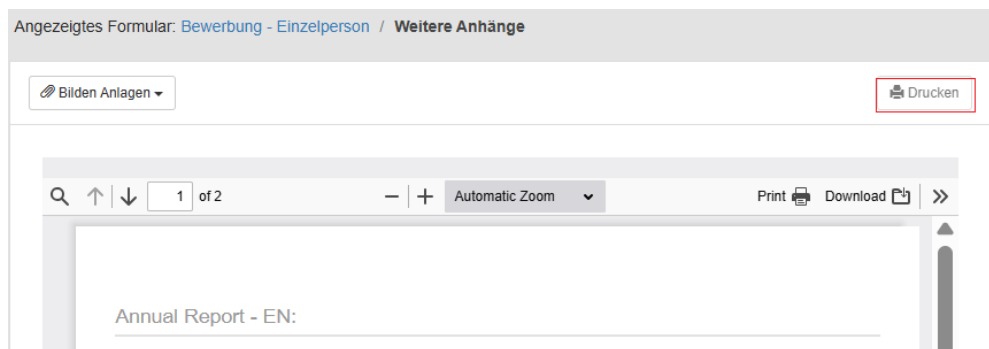 Angezeigtes Formular: Bewerbung - Einzelperson / Weitere Anhänge
Bilden Anlagen Drucken
1 of 2 Automatic Zoom Print Download
Annual Report - EN: